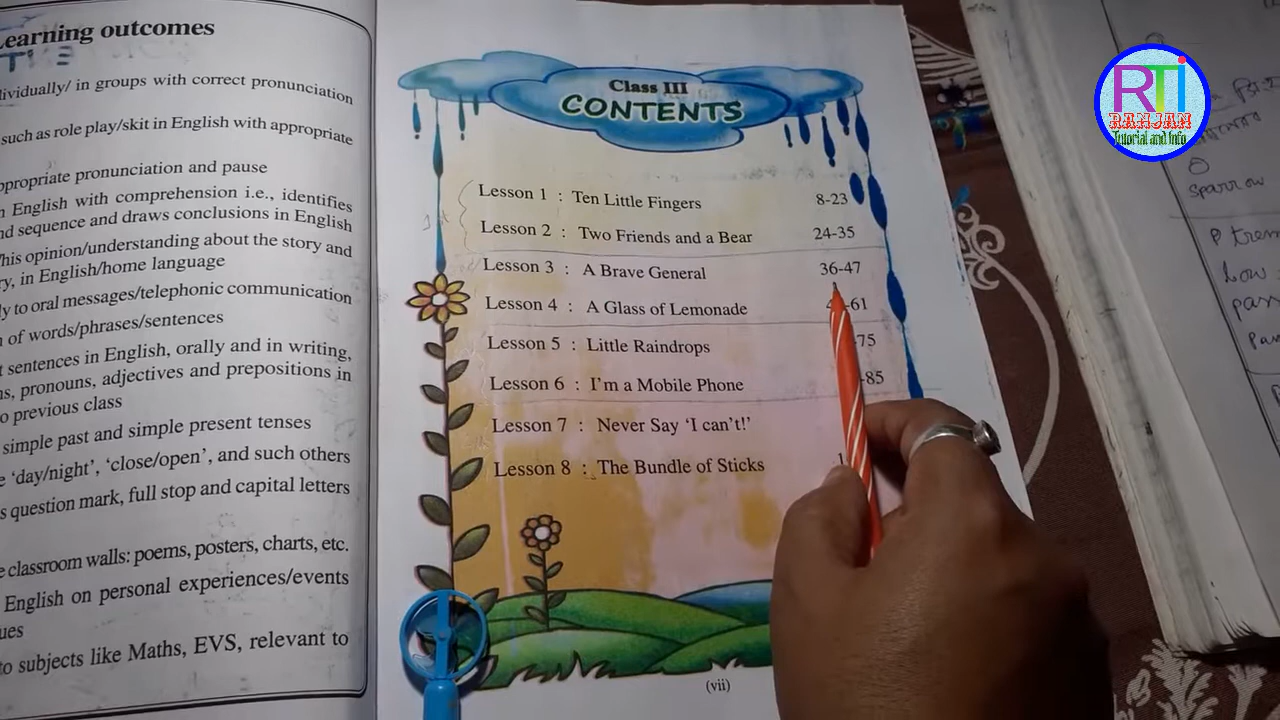 Learning outcomes
individually/ in groups with correct pronunciation
such as role play/skit in English with appropriate
appropriate pronunciation and pause
English with comprehension i.e., identifies
sequence and draws conclusions in English
/his opinion/understanding about the story and
, in English/home language
to oral messages/telephonic communication
of words/phrases/sentences
sentences in English, orally and in writing,
pronouns, adjectives and prepositions in
previous class
simple past and simple present tenses
'day/night', 'close/open', and such others
question mark, full stop and capital letters
classroom walls: poems, posters, charts, etc.
English on personal experiences/events
to subjects like Maths, EVS, relevant to
Class III
CONTENTS
Lesson 1 : Ten Little Fingers 8-23
Lesson 2 : Two Friends and a Bear 24-35
Lesson 3 : A Brave General 36-47
Lesson 4 : A Glass of Lemonade -61
Lesson 5 : Little Raindrops 75
Lesson 6 : I'm a Mobile Phone -85
Lesson 7 : Never Say 'I can't!'
Lesson 8 : The Bundle of Sticks
(vii)
RTI
RANJAN
Tutorial and Info
sparrow